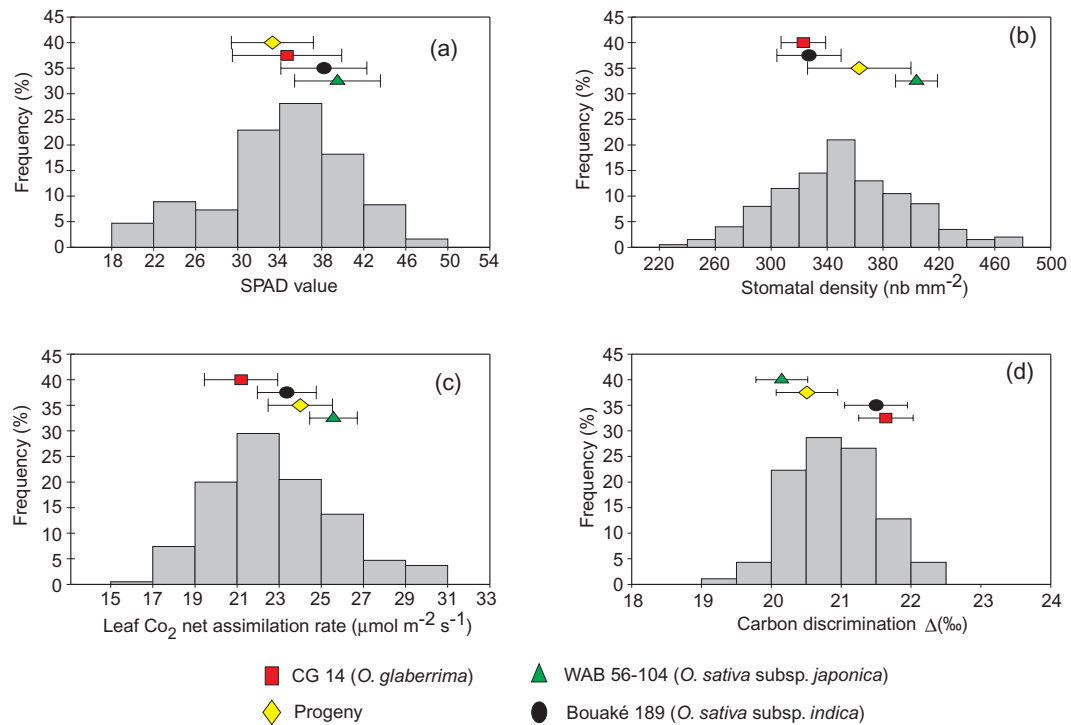 (a)
Frequency (%)
45
40
35
30
25
20
15
10
5
0
18 22 26 30 34 38 42 46 50 54
SPAD value
(b)
Frequency (%)
45
40
35
30
25
20
15
10
5
0
220 260 300 340 380 420 460 500
Stomatal density (nb mm⁻²)
(c)
Frequency (%)
45
40
35
30
25
20
15
10
5
0
15 17 19 21 23 25 27 29 31 33
Leaf Co₂ net assimilation rate (μmol m⁻² s⁻¹)
(d)
Frequency (%)
45
40
35
30
25
20
15
10
5
0
18 19 20 21 22 23 24
Carbon discrimination Δ(‰)
CG 14 (O. glaberrima)
WAB 56-104 (O. sativa subsp. japonica)
Progeny
Bouaké 189 (O. sativa subsp. indica)